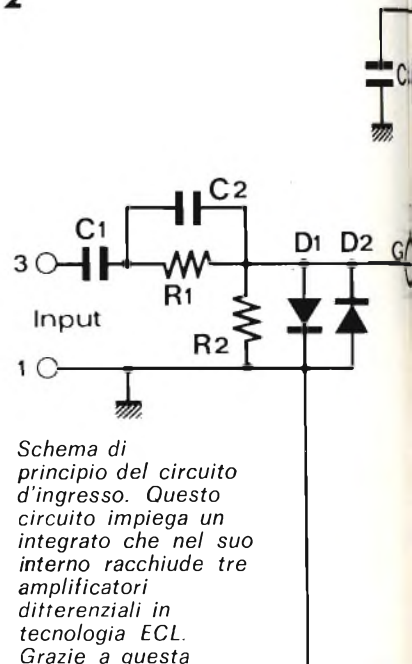 2
C
C2
C1
D1 D2
G
3
R1
Input
R2
1
Schema di
principio del circuito
d'ingresso. Questo
circuito impiega un
integrato che nel suo
interno racchiude tre
amplificatori
differenziali in
tecnologia ECL.
Grazie a questa